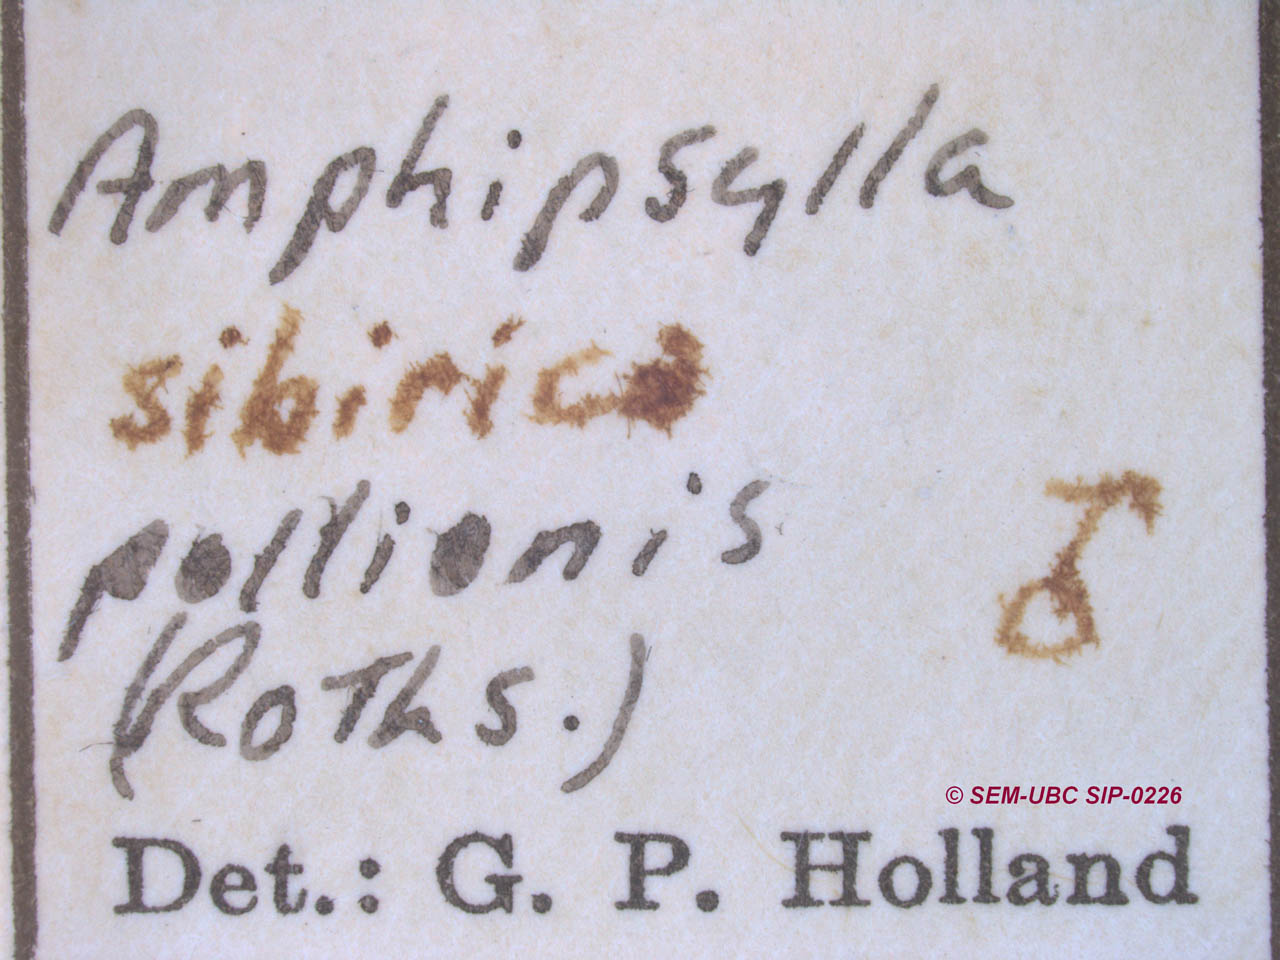 Amphipsylla
sibirica
pollionis ♂
(Roths.)
© SEM-UBC SIP-0226
Det.: G. P. Holland